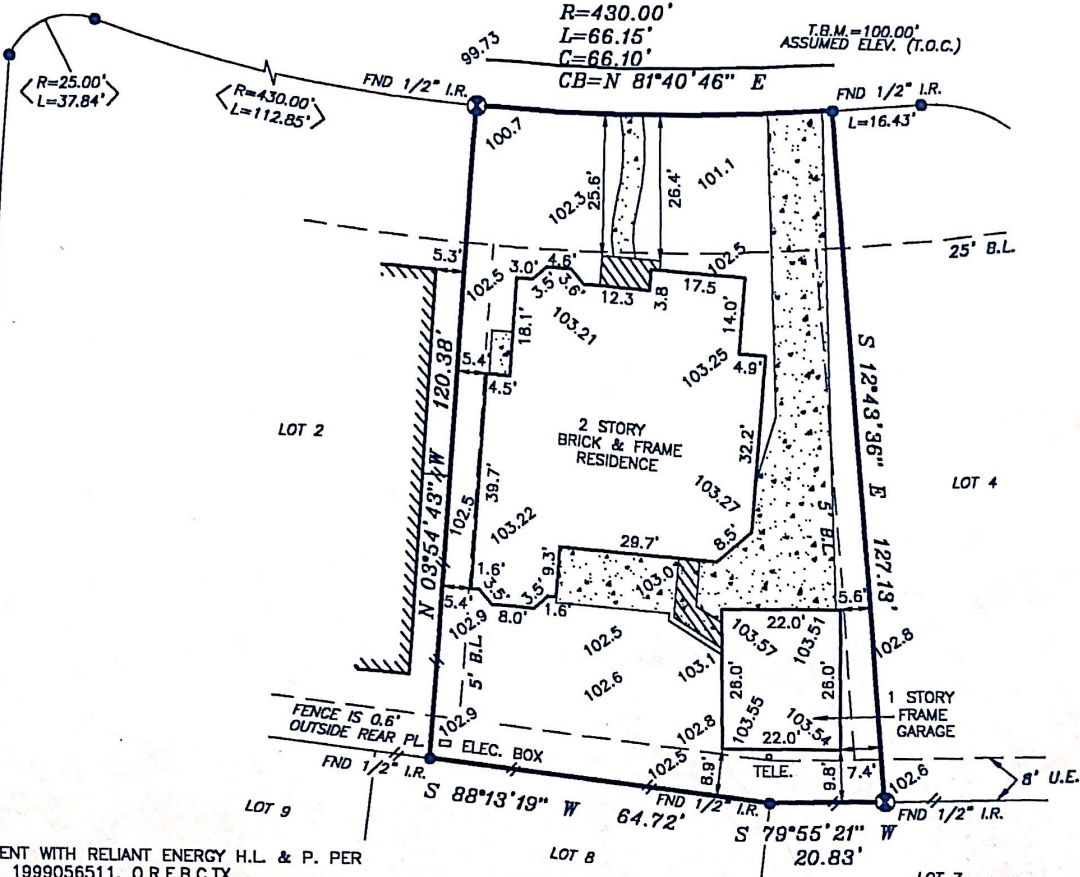 R=430.00'
L=66.15'
C=66.10'
CB=N 81°40'46" E
T.B.M.=100.00'
ASSUMED ELEV. (T.O.C.)
99.73
R=25.00'
L=37.84'
R=430.00'
L=112.85'
FND 1/2" I.R.
FND 1/2" I.R.
L=16.43'
100.7
25.6'
26.4'
101.1
102.3
25' B.L.
5.3'
102.5
3.0'
4.6'
3.5'
3.6'
12.3
3.8
17.5
102.5
18.1'
103.21
14.0'
103.25
4.9'
5.4'
4.5'
N 03°54'43" W 120.38'
S 12°43'36" E 127.13'
LOT 2
2 STORY
BRICK & FRAME
RESIDENCE
32.2'
LOT 4
39.7'
102.5
103.22
103.27
5' B.L.
29.7'
8.5'
9.3'
1.6'
3.5'
8.0'
3.5'
1.6'
5.4'
103.0
5.6'
22.0'
102.9
102.5
103.57
103.51
102.8
5' B.L.
102.6
103.1
26.0'
26.0'
1 STORY
FRAME
GARAGE
103.55
103.54
102.9
102.8
22.0'
FENCE IS 0.6'
OUTSIDE REAR PL
ELEC. BOX
102.5
8.9'
TELE.
9.8'
7.4'
102.6
8' U.E.
FND 1/2" I.R.
S 88°13'19" W 64.72'
FND 1/2" I.R.
FND 1/2" I.R.
S 79°55'21" W
20.83'
LOT 9
LOT 8
LOT 7
ENT WITH RELIANT ENERGY H.L. & P. PER
1999056511, O.R.F.B.C.TX